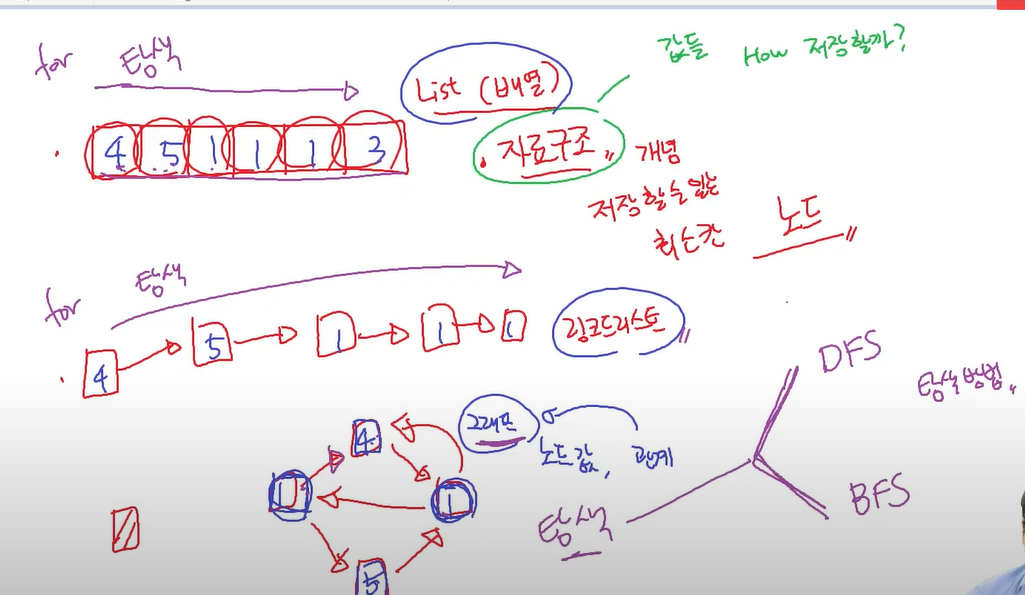 for 탐색
List (배열)
값들 How 저장할까?
4 5 1 1 1 3
자료구조 개념
저장할 수 있는
최소칸 노드
for 탐색
4 5 1 1 1
링크드리스트
DFS
탐색방법
4
그래프
노드값, 관계
1 1
BFS
탐색
5